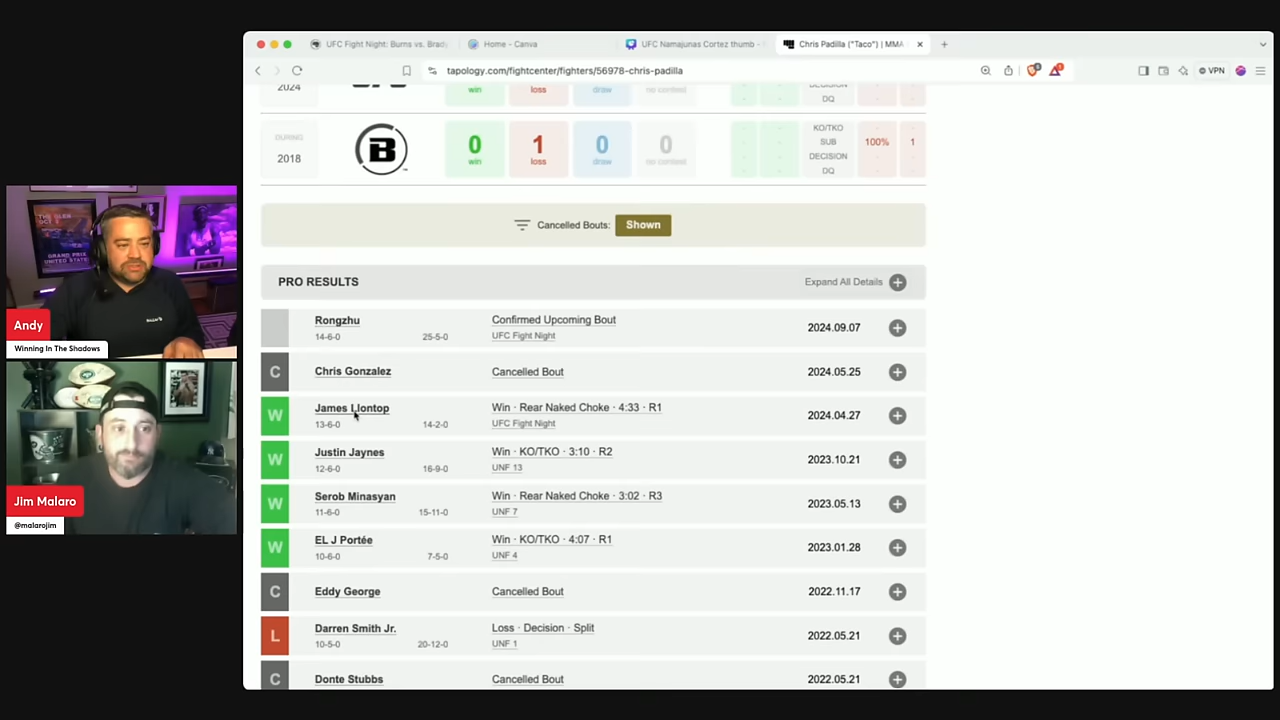 UFC Fight Night: Burns vs. Brady
Home - Canva
UFC Namajunas Cortez thumb -
Chris Padilla ("Taco") | MMA
tapology.com/fightcenter/fighters/56978-chris-padilla
VPN
2024
win
loss
draw
no contest
DECISION
DQ
DURING
2018
B
0
win
1
loss
0
draw
0
no contest
KO/TKO
SUB
DECISION
DQ
100%
1
Cancelled Bouts: Shown
PRO RESULTS
Expand All Details
Rongzhu
14-6-0 25-5-0
Confirmed Upcoming Bout
UFC Fight Night
2024.09.07
C
Chris Gonzalez
Cancelled Bout
2024.05.25
W
James Llontop
13-6-0 14-2-0
Win · Rear Naked Choke · 4:33 · R1
UFC Fight Night
2024.04.27
W
Justin Jaynes
12-6-0 16-9-0
Win · KO/TKO · 3:10 · R2
UNF 13
2023.10.21
W
Serob Minasyan
11-6-0 15-11-0
Win · Rear Naked Choke · 3:02 · R3
UNF 7
2023.05.13
W
EL J Portée
10-6-0 7-5-0
Win · KO/TKO · 4:07 · R1
UNF 4
2023.01.28
C
Eddy George
Cancelled Bout
2022.11.17
L
Darren Smith Jr.
10-5-0 20-12-0
Loss · Decision · Split
UNF 1
2022.05.21
C
Donte Stubbs
Cancelled Bout
2022.05.21
GRAND PRIX
UNITED STATES
Andy
Winning In The Shadows
Jim Malaro
@malarojim